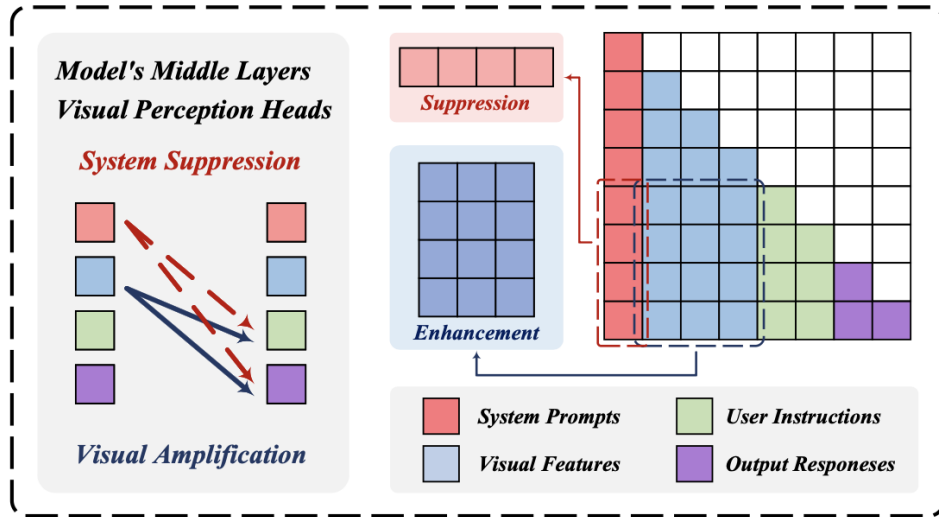 Model's Middle Layers
Visual Perception Heads
System Suppression
Visual Amplification
Suppression
Enhancement
System Prompts
User Instructions
Visual Features
Output Responeses